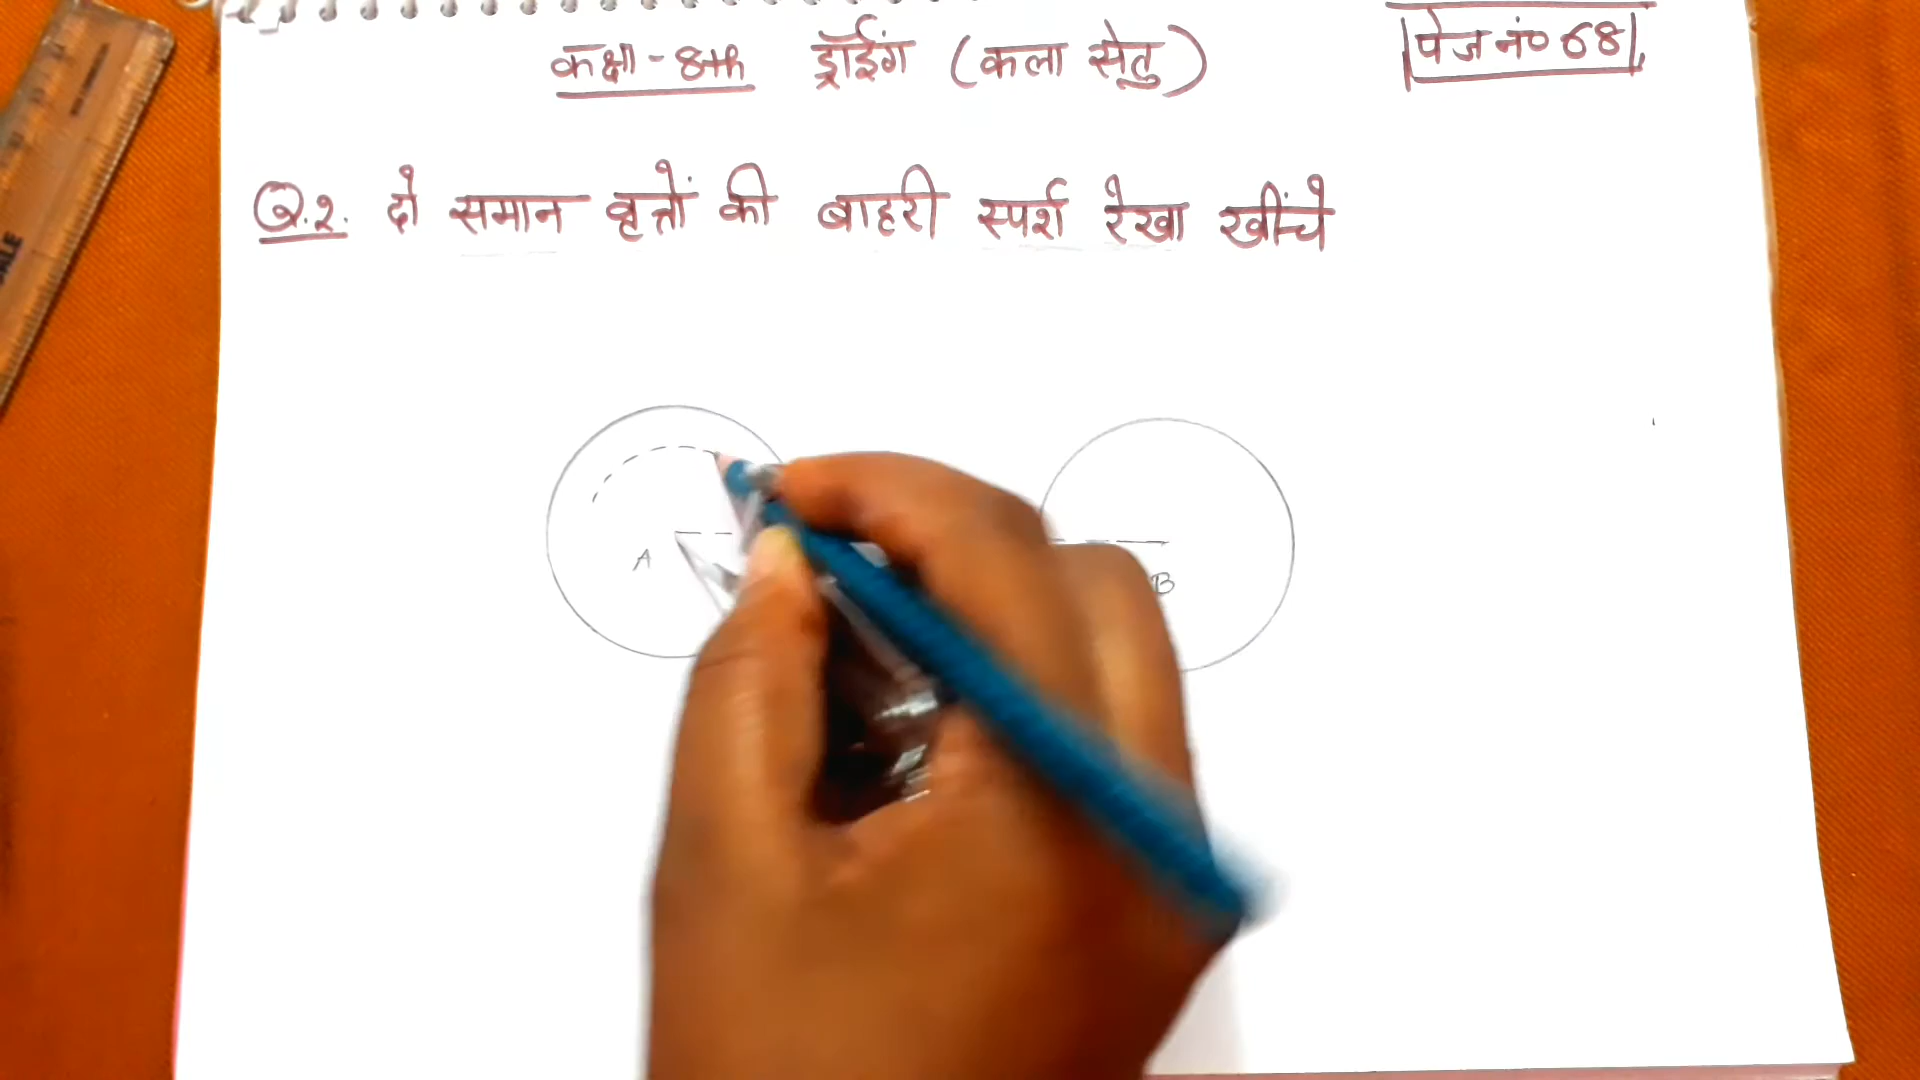 कक्षा - 8th ड्रॉईंग (कला सेतु)
पेज नं० 68
Q.2. दो समान वृत्तों की बाहरी स्पर्श रेखा खींचे
A
B